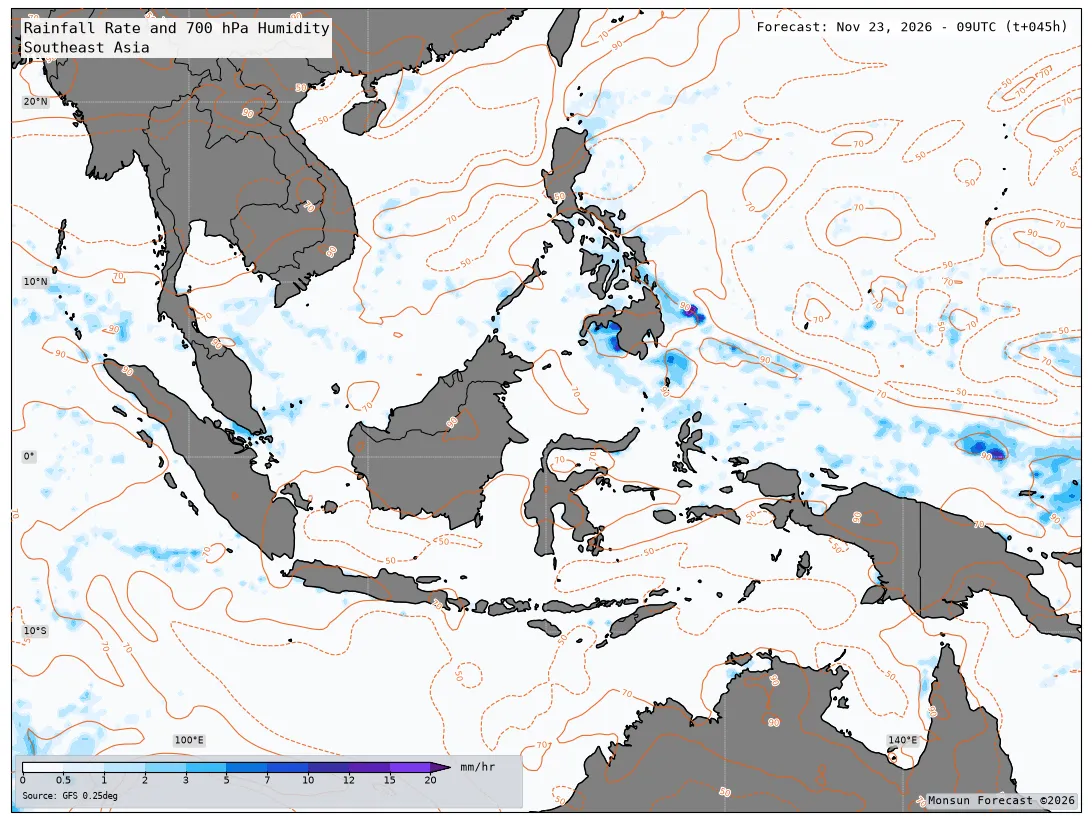 Rainfall Rate and 700 hPa Humidity
Southeast Asia
Forecast: Nov 23, 2026 - 09UTC (t+045h)
20°N
10°N
0°
10°S
100°E
140°E
0 0.5 1 2 3 5 7 10 12 15 20 mm/hr
Source: GFS 0.25deg
Monsun Forecast ©2026